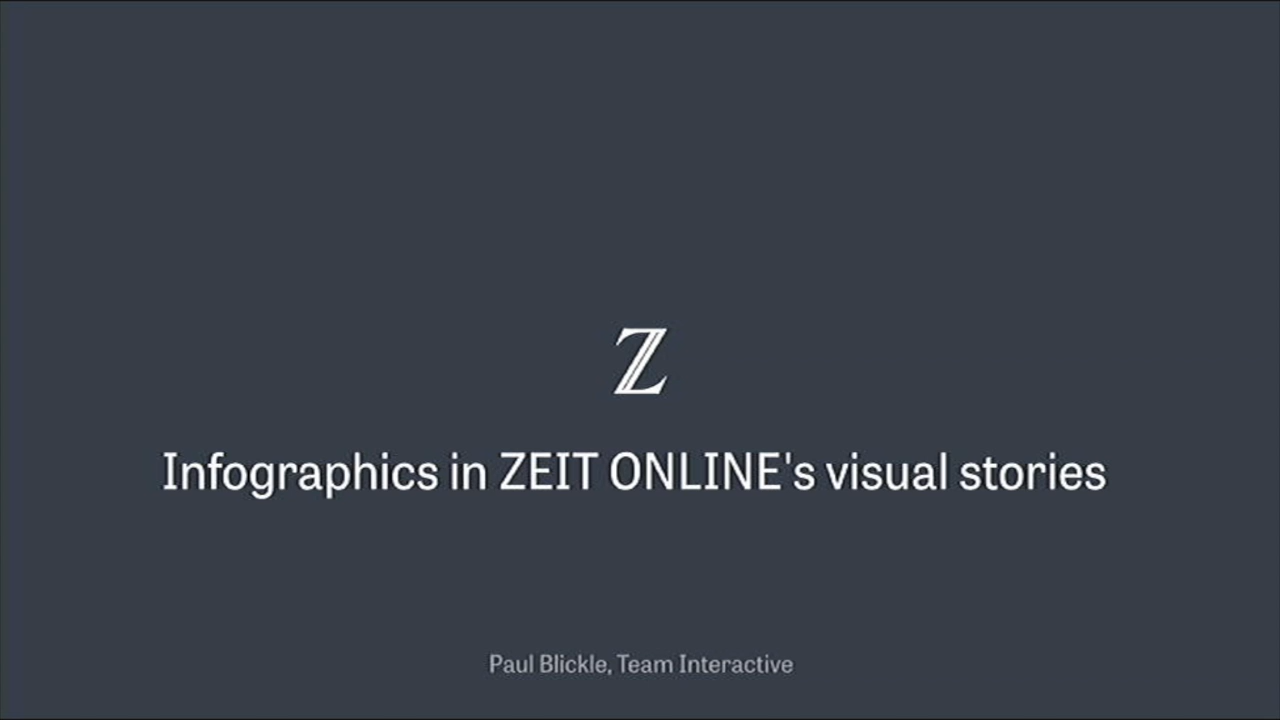 Z
Infographics in ZEIT ONLINE's visual stories
Paul Blickle, Team Interactive